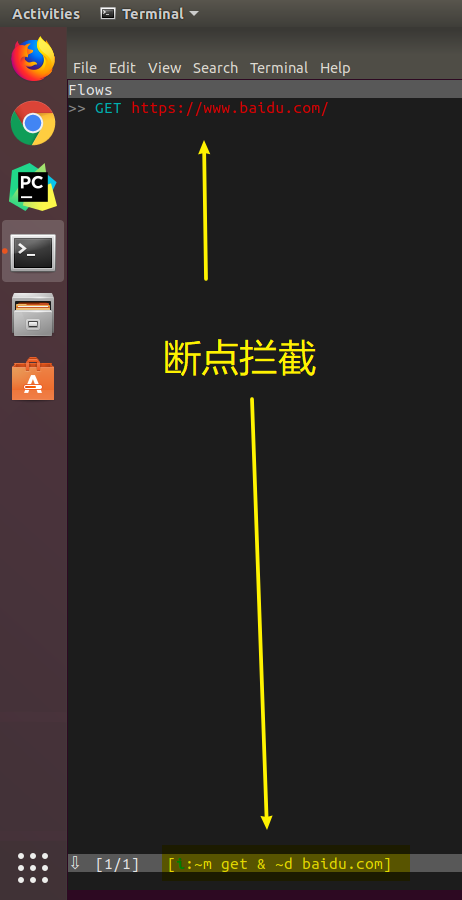 Activities Terminal
File Edit View Search Terminal Help
Flows
>> GET https://www.baidu.com/
PC
断点拦截
[1/1] [i:~m get & ~d baidu.com]